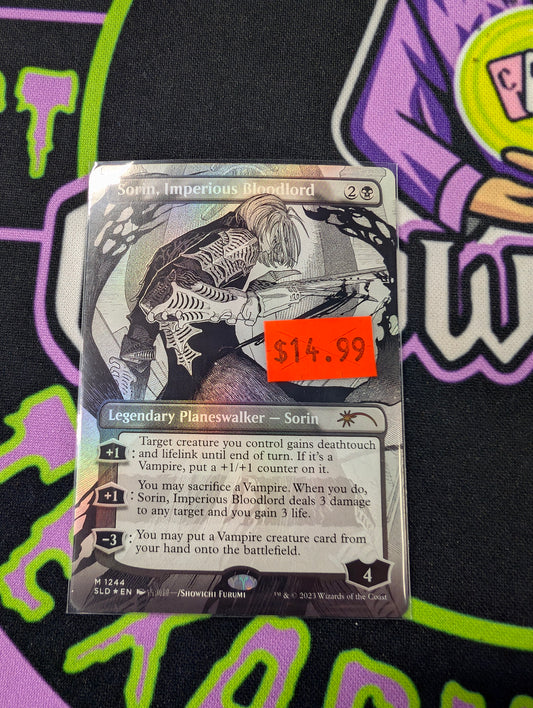 Sorin, Imperious Bloodlord 2
$14.99
Legendary Planeswalker — Sorin
+1: Target creature you control gains deathtouch
and lifelink until end of turn. If it's a
Vampire, put a +1/+1 counter on it.
+1: You may sacrifice a Vampire. When you do,
Sorin, Imperious Bloodlord deals 3 damage
to any target and you gain 3 life.
-3: You may put a Vampire creature card from
your hand onto the battlefield.
4
M 1244
SLD★EN
/SHOWICHI FURUMI
™ & © 2023 Wizards of the Coast